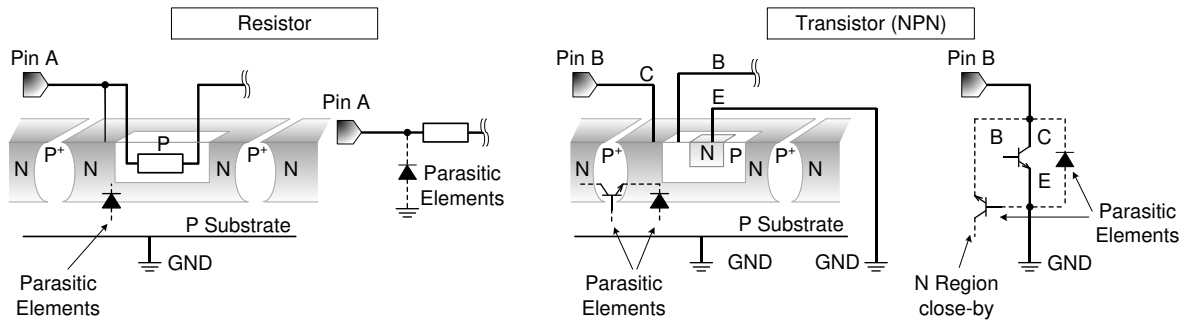 Resistor
Transistor (NPN)
Pin A
Pin A
N
P+
N
P
P+
N
N
Parasitic
Elements
P Substrate
GND
Parasitic
Elements
Pin B
C
B
E
N
P+
N
N
P
P+
N
N
P Substrate
GND
GND
Parasitic
Elements
Pin B
B
C
E
Parasitic
Elements
GND
N Region
close-by